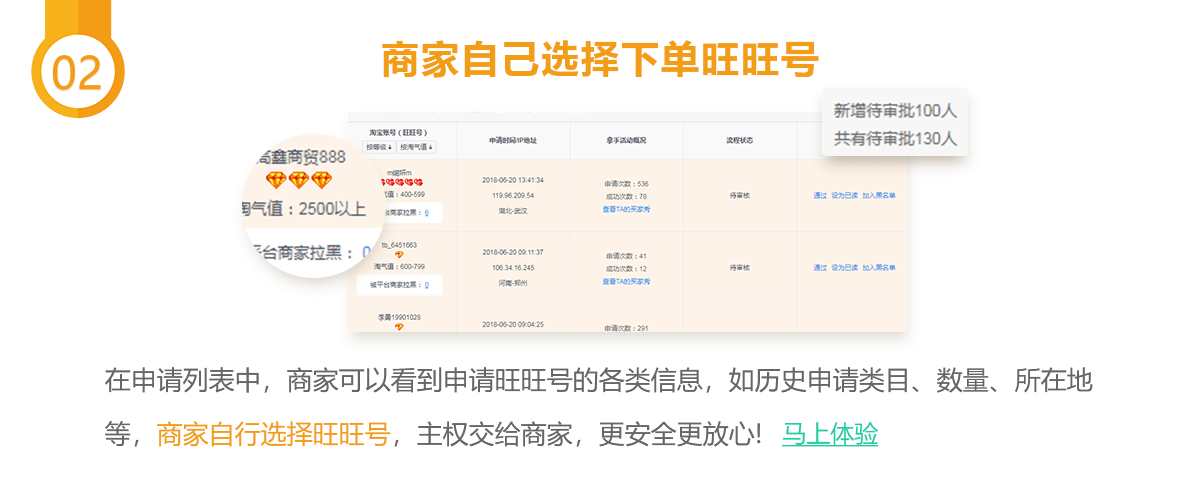 02
商家自己选择下单旺旺号
新增待审批100人
共有待审批130人
高鑫商贸888
淘气值：2500以上
平台商家拉黑： 0
淘宝账号（旺旺号） 申请时间/IP地址 拿手活动概况 流程状态
按等级↓ 按淘气值↓
m诺妍m
淘气值：400-599
台商家拉黑： 0
2018-06-20 13:41:34
119.96.209.54
湖北-武汉
申请次数：536
成功次数：78
查看TA的买家秀
待审核
通过 设为已读 加入黑名单
tb_6451663
淘气值：600-799
被平台商家拉黑： 0
2018-06-20 09:11:37
106.34.16.245
河南-郑州
申请次数：41
成功次数：12
查看TA的买家秀
待审核
通过 设为已读 加入黑名单
李勇19901028
2018-06-20 09:04:25
申请次数：291
在申请列表中，商家可以看到申请旺旺号的各类信息，如历史申请类目、数量、所在地
等，商家自行选择旺旺号，主权交给商家，更安全更放心! 马上体验